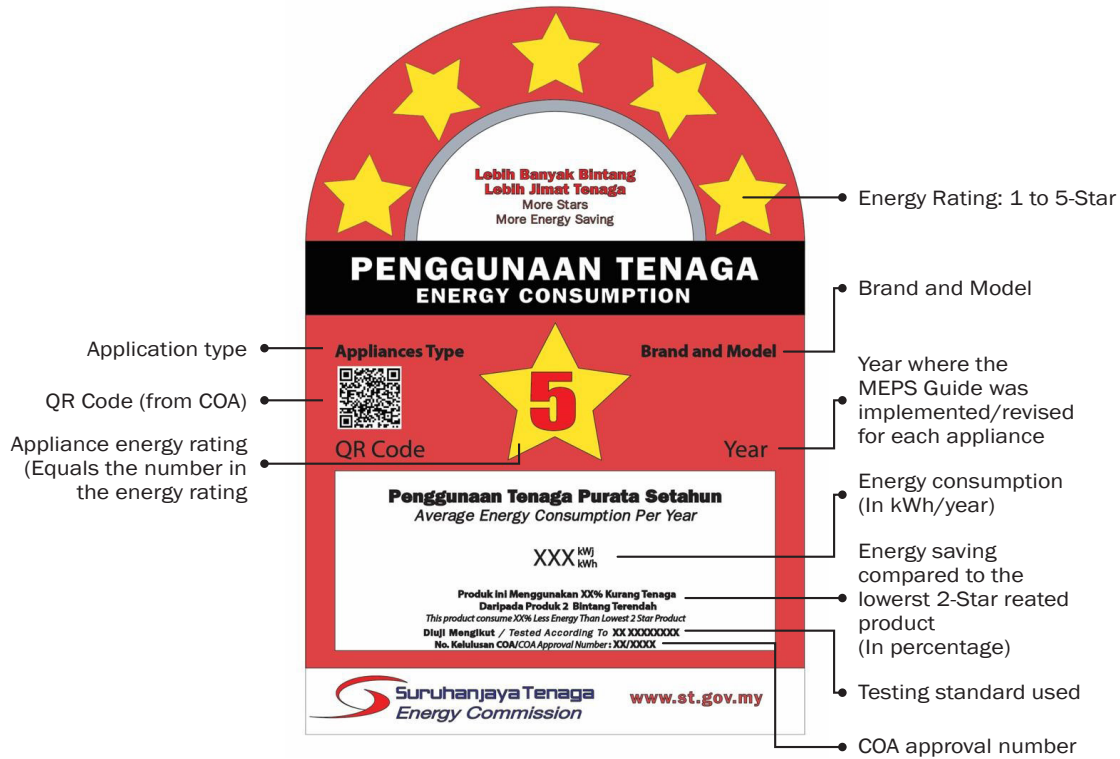 Lebih Banyak Bintang
Lebih Jimat Tenaga
More Stars
More Energy Saving
Energy Rating: 1 to 5-Star
PENGGUNAAN TENAGA
ENERGY CONSUMPTION
Brand and Model
Application type
Appliances Type
5
Brand and Model
QR Code (from COA)
Year where the
MEPS Guide was
implemented/revised
for each appliance
Appliance energy rating
(Equals the number in
the energy rating
QR Code
Year
Penggunaan Tenaga Purata Setahun
Average Energy Consumption Per Year
Energy consumption
(In kWh/year)
XXX kWj
kWh
Energy saving
compared to the
lowerst 2-Star reated
product
(In percentage)
Produk ini Menggunakan XX% Kurang Tenaga
Daripada Produk 2 Bintang Terendah
This product consume XX% Less Energy Than Lowest 2 Star Product
Diuji Mengikut / Tested According To XX XXXXXXXX
No. Kelulusan COA/COA Approval Number: XX/XXXX
Testing standard used
Suruhanjaya Tenaga
Energy Commission
www.st.gov.my
COA approval number